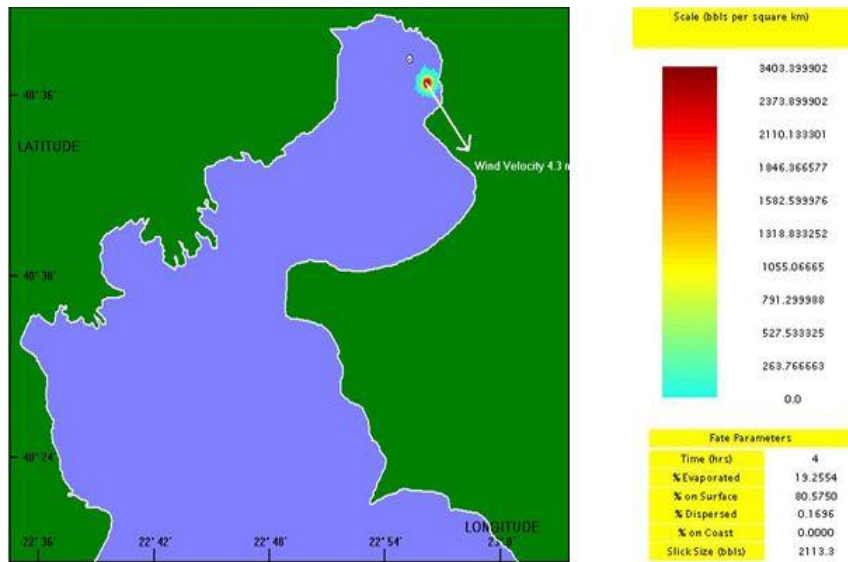 Scale (bbls per square km)
3403.399902
2373.899902
2110.133301
1846.366577
1582.599976
1318.833252
1055.06665
791.299988
527.533325
263.766663
0.0
40°36'
LATITUDE
Wind Velocity 4.3 m
40°30'
40°24'
LONGITUDE
22°36' 22°42' 22°48' 22°54' 23°0'
Fate Parameters
Time (hrs) 4
% Evaporated 19.2554
% on Surface 80.5750
% Dispersed 0.1696
% on Coast 0.0000
Slick Size (bbls) 2113.3